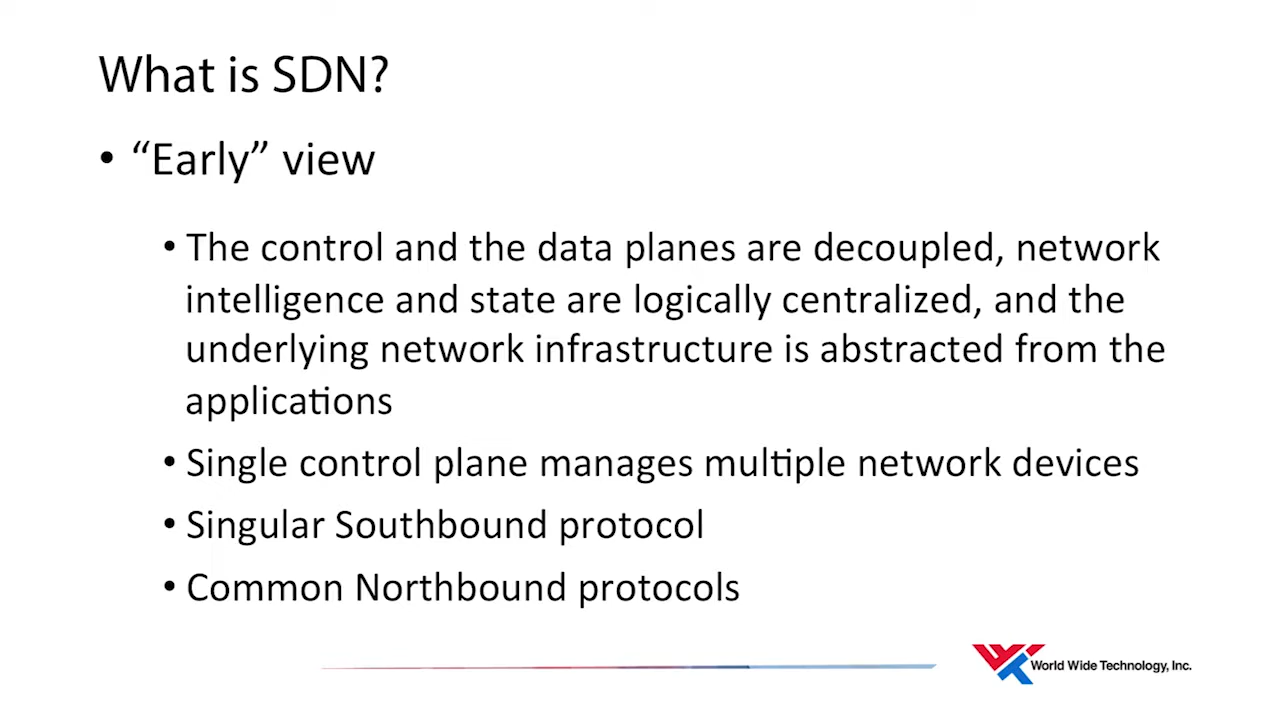 What is SDN?
• “Early” view
• The control and the data planes are decoupled, network
intelligence and state are logically centralized, and the
underlying network infrastructure is abstracted from the
applications
• Single control plane manages multiple network devices
• Singular Southbound protocol
• Common Northbound protocols
World Wide Technology, Inc.